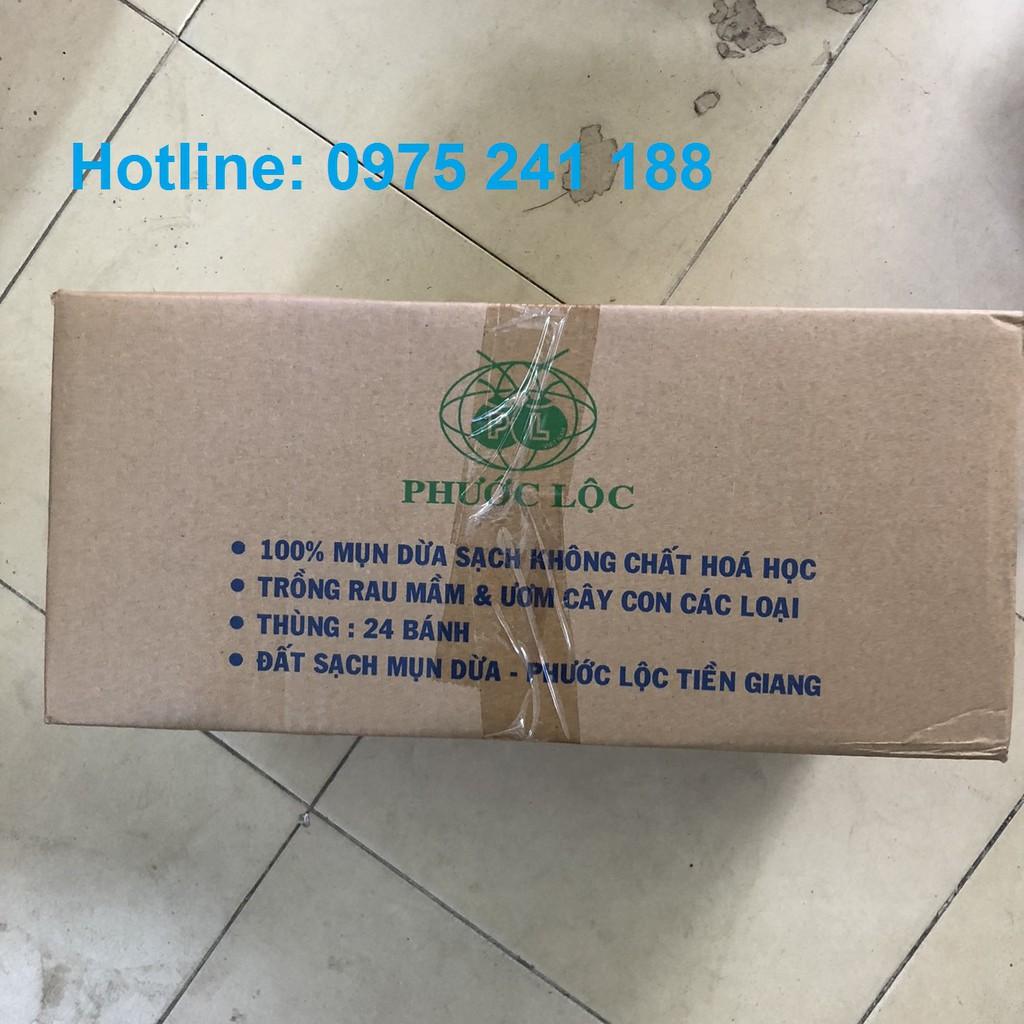 Hotline: 0975 241 188
P L
PHƯỚC LỘC
• 100% MỤN DỪA SẠCH KHÔNG CHẤT HOÁ HỌC
• TRỒNG RAU MẦM & ƯƠM CÂY CON CÁC LOẠI
• THÙNG : 24 BÁNH
• ĐẤT SẠCH MỤN DỪA - PHƯỚC LỘC TIỀN GIANG